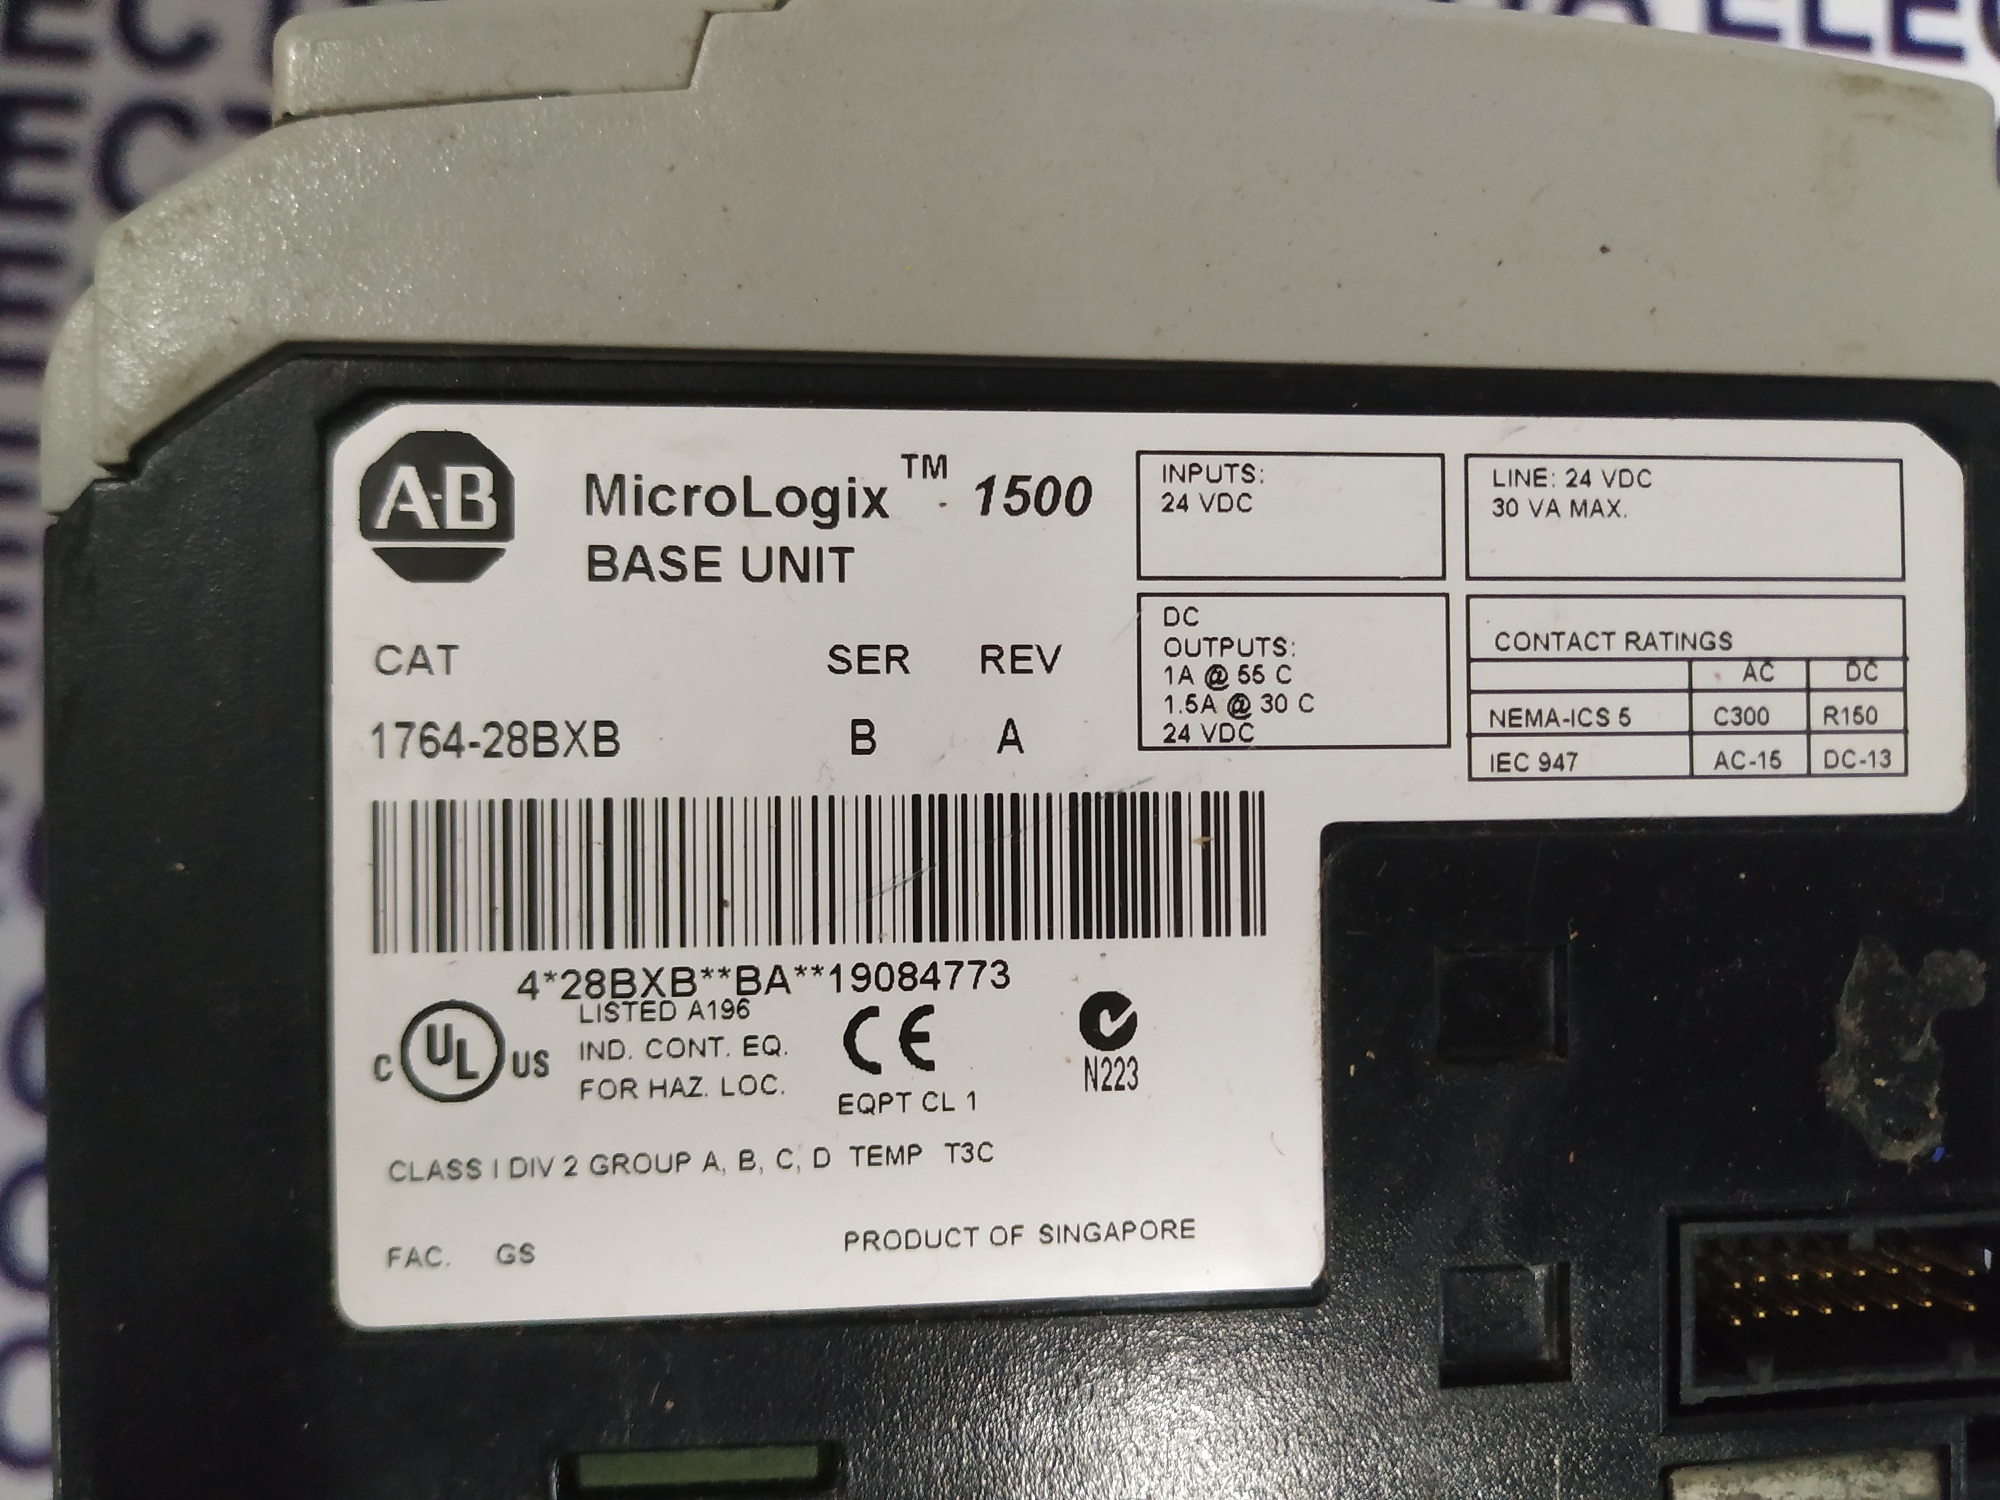 A-B
MicroLogix™ 1500
BASE UNIT
CAT SER REV
1764-28BXB B A
4*28BXB**BA**19084773
C UL US
LISTED A196
IND. CONT. EQ.
FOR HAZ. LOC.
CE
EQPT CL 1
N223
CLASS I DIV 2 GROUP A, B, C, D TEMP T3C
FAC. GS
PRODUCT OF SINGAPORE
INPUTS:
24 VDC
LINE: 24 VDC
30 VA MAX.
DC
OUTPUTS:
1A @ 55 C
1.5A @ 30 C
24 VDC
CONTACT RATINGS
AC DC
NEMA-ICS 5 C300 R150
IEC 947 AC-15 DC-13